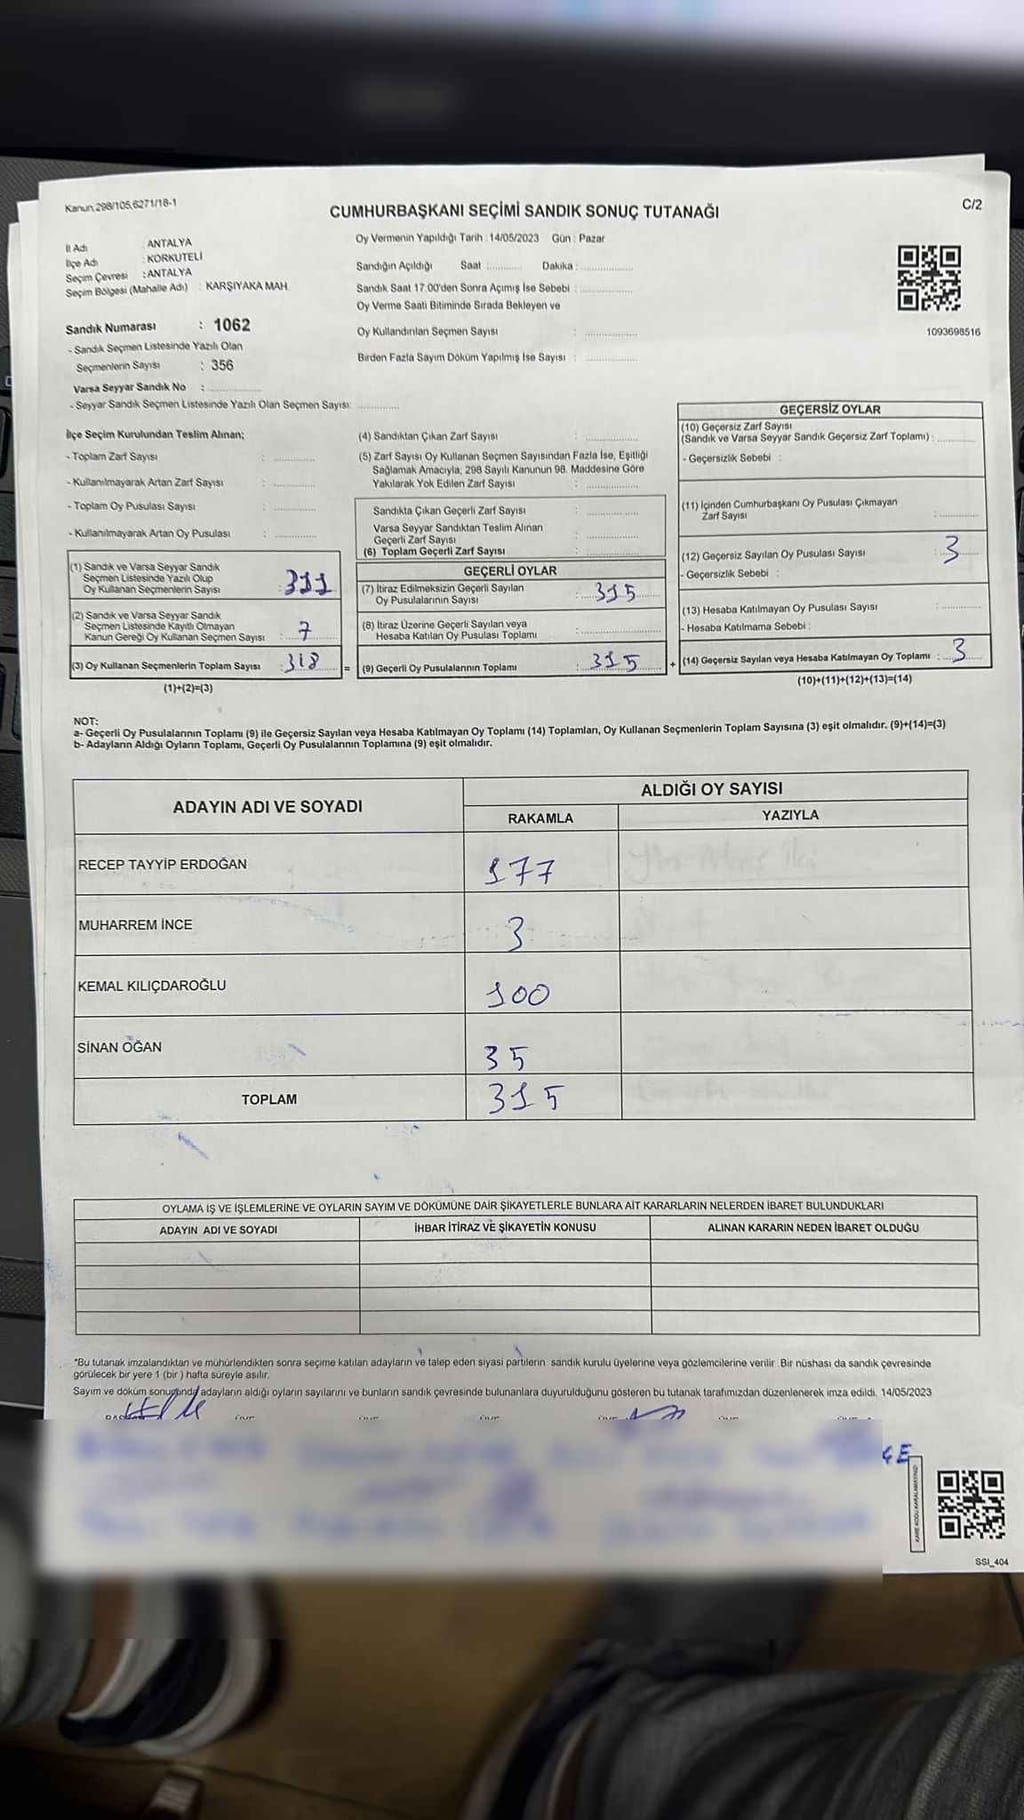 Kanun,298/105,6271/18-1
CUMHURBAŞKANI SEÇİMİ SANDIK SONUÇ TUTANAĞI
C/2
İl Adı : ANTALYA
İlçe Adı : KORKUTELİ
Seçim Çevresi : ANTALYA
Seçim Bölgesi (Mahalle Adı) : KARŞIYAKA MAH.
Sandık Numarası : 1062
- Sandık Seçmen Listesinde Yazılı Olan
Seçmenlerin Sayısı : 356
Varsa Seyyar Sandık No :
- Seyyar Sandık Seçmen Listesinde Yazılı Olan Seçmen Sayısı:
Oy Vermenin Yapıldığı Tarih : 14/05/2023 Gün : Pazar
Sandığın Açıldığı Saat : Dakika :
Sandık Saat 17:00'den Sonra Açımış İse Sebebi :
Oy Verme Saati Bitiminde Sırada Bekleyen ve
Oy Kullandırılan Seçmen Sayısı :
Birden Fazla Sayım Döküm Yapılmış İse Sayısı :
1093698516
İlçe Seçim Kurulundan Teslim Alınan;
- Toplam Zarf Sayısı :
- Kullanılmayarak Artan Zarf Sayısı :
- Toplam Oy Pusulası Sayısı :
- Kullanılmayarak Artan Oy Pusulası :
(1) Sandık ve Varsa Seyyar Sandık
Seçmen Listesinde Yazılı Olup
Oy Kullanan Seçmenlerin Sayısı : 311
(2) Sandık ve Varsa Seyyar Sandık
Seçmen Listesinde Kayıtlı Olmayan
Kanun Gereği Oy Kullanan Seçmen Sayısı : 7
(3) Oy Kullanan Seçmenlerin Toplam Sayısı : 318 =
(1)+(2)=(3)
(4) Sandıktan Çıkan Zarf Sayısı :
(5) Zarf Sayısı Oy Kullanan Seçmen Sayısından Fazla İse, Eşitliği
Sağlamak Amacıyla; 298 Sayılı Kanunun 98. Maddesine Göre
Yakılarak Yok Edilen Zarf Sayısı :
Sandıkta Çıkan Geçerli Zarf Sayısı :
Varsa Seyyar Sandıktan Teslim Alınan
Geçerli Zarf Sayısı :
(6) Toplam Geçerli Zarf Sayısı :
GEÇERLİ OYLAR
(7) İtiraz Edilmeksizin Geçerli Sayılan
Oy Pusulalarının Sayısı : 315
(8) İtiraz Üzerine Geçerli Sayılan veya
Hesaba Katılan Oy Pusulası Toplamı :
(9) Geçerli Oy Pusulalarının Toplamı : 315 +
GEÇERSİZ OYLAR
(10) Geçersiz Zarf Sayısı
(Sandık ve Varsa Seyyar Sandık Geçersiz Zarf Toplamı) :
- Geçersizlik Sebebi :
(11) İçinden Cumhurbaşkanı Oy Pusulası Çıkmayan
Zarf Sayısı :
(12) Geçersiz Sayılan Oy Pusulası Sayısı : 3
- Geçersizlik Sebebi :
(13) Hesaba Katılmayan Oy Pusulası Sayısı :
- Hesaba Katılmama Sebebi :
(14) Geçersiz Sayılan veya Hesaba Katılmayan Oy Toplamı : 3
(10)+(11)+(12)+(13)=(14)
NOT:
a- Geçerli Oy Pusulalarının Toplamı (9) ile Geçersiz Sayılan veya Hesaba Katılmayan Oy Toplamı (14) Toplamları, Oy Kullanan Seçmenlerin Toplam Sayısına (3) eşit olmalıdır. (9)+(14)=(3)
b- Adayların Aldığı Oyların Toplamı, Geçerli Oy Pusulalarının Toplamına (9) eşit olmalıdır.
ADAYIN ADI VE SOYADI
ALDIĞI OY SAYISI
RAKAMLA YAZIYLA
RECEP TAYYİP ERDOĞAN 177
MUHARREM İNCE 3
KEMAL KILIÇDAROĞLU 100
SİNAN OĞAN 35
TOPLAM 315
OYLAMA İŞ VE İŞLEMLERİNE VE OYLARIN SAYIM VE DÖKÜMÜNE DAİR ŞİKAYETLERLE BUNLARA AİT KARARLARIN NELERDEN İBARET BULUNDUKLARI
ADAYIN ADI VE SOYADI İHBAR İTİRAZ VE ŞİKAYETİN KONUSU ALINAN KARARIN NEDEN İBARET OLDUĞU
*Bu tutanak imzalandıktan ve mühürlendikten sonra seçime katılan adayların ve talep eden siyasi partilerin sandık kurulu üyelerine veya gözlemcilerine verilir. Bir nüshası da sandık çevresinde
görülecek bir yere 1 (bir ) hafta süreyle asılır.
Sayım ve döküm sonucunda adayların aldığı oyların sayılarını ve bunların sandık çevresinde bulunanlara duyurulduğunu gösteren bu tutanak tarafımızdan düzenlenerek imza edildi. 14/05/2023
KARE KODU KARALAMAYINIZ!
SSI_404